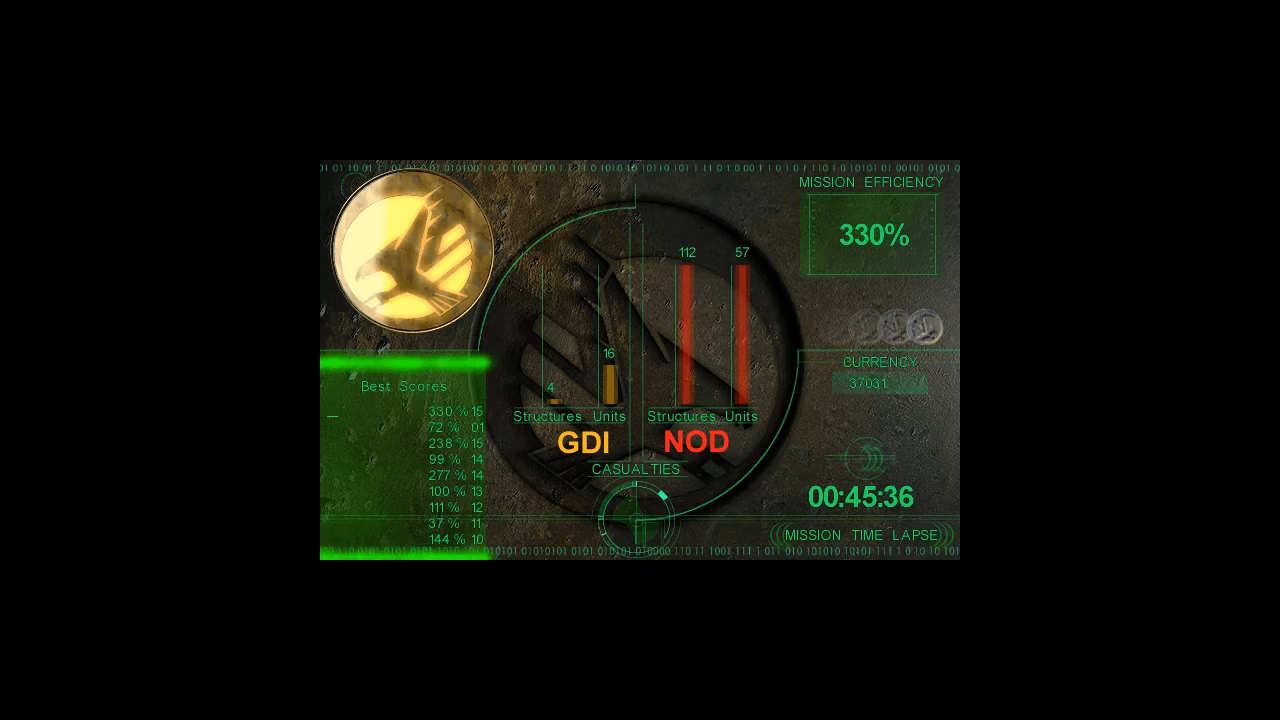 MISSION EFFICIENCY
330%
112
57
16
4
CURRENCY
37031
Best Scores
330 % 15
72 % 01
238 % 15
99 % 14
277 % 14
100 % 13
111 % 12
37 % 11
144 % 10
Structures Units
Structures Units
GDI
NOD
CASUALTIES
00:45:36
MISSION TIME LAPSE